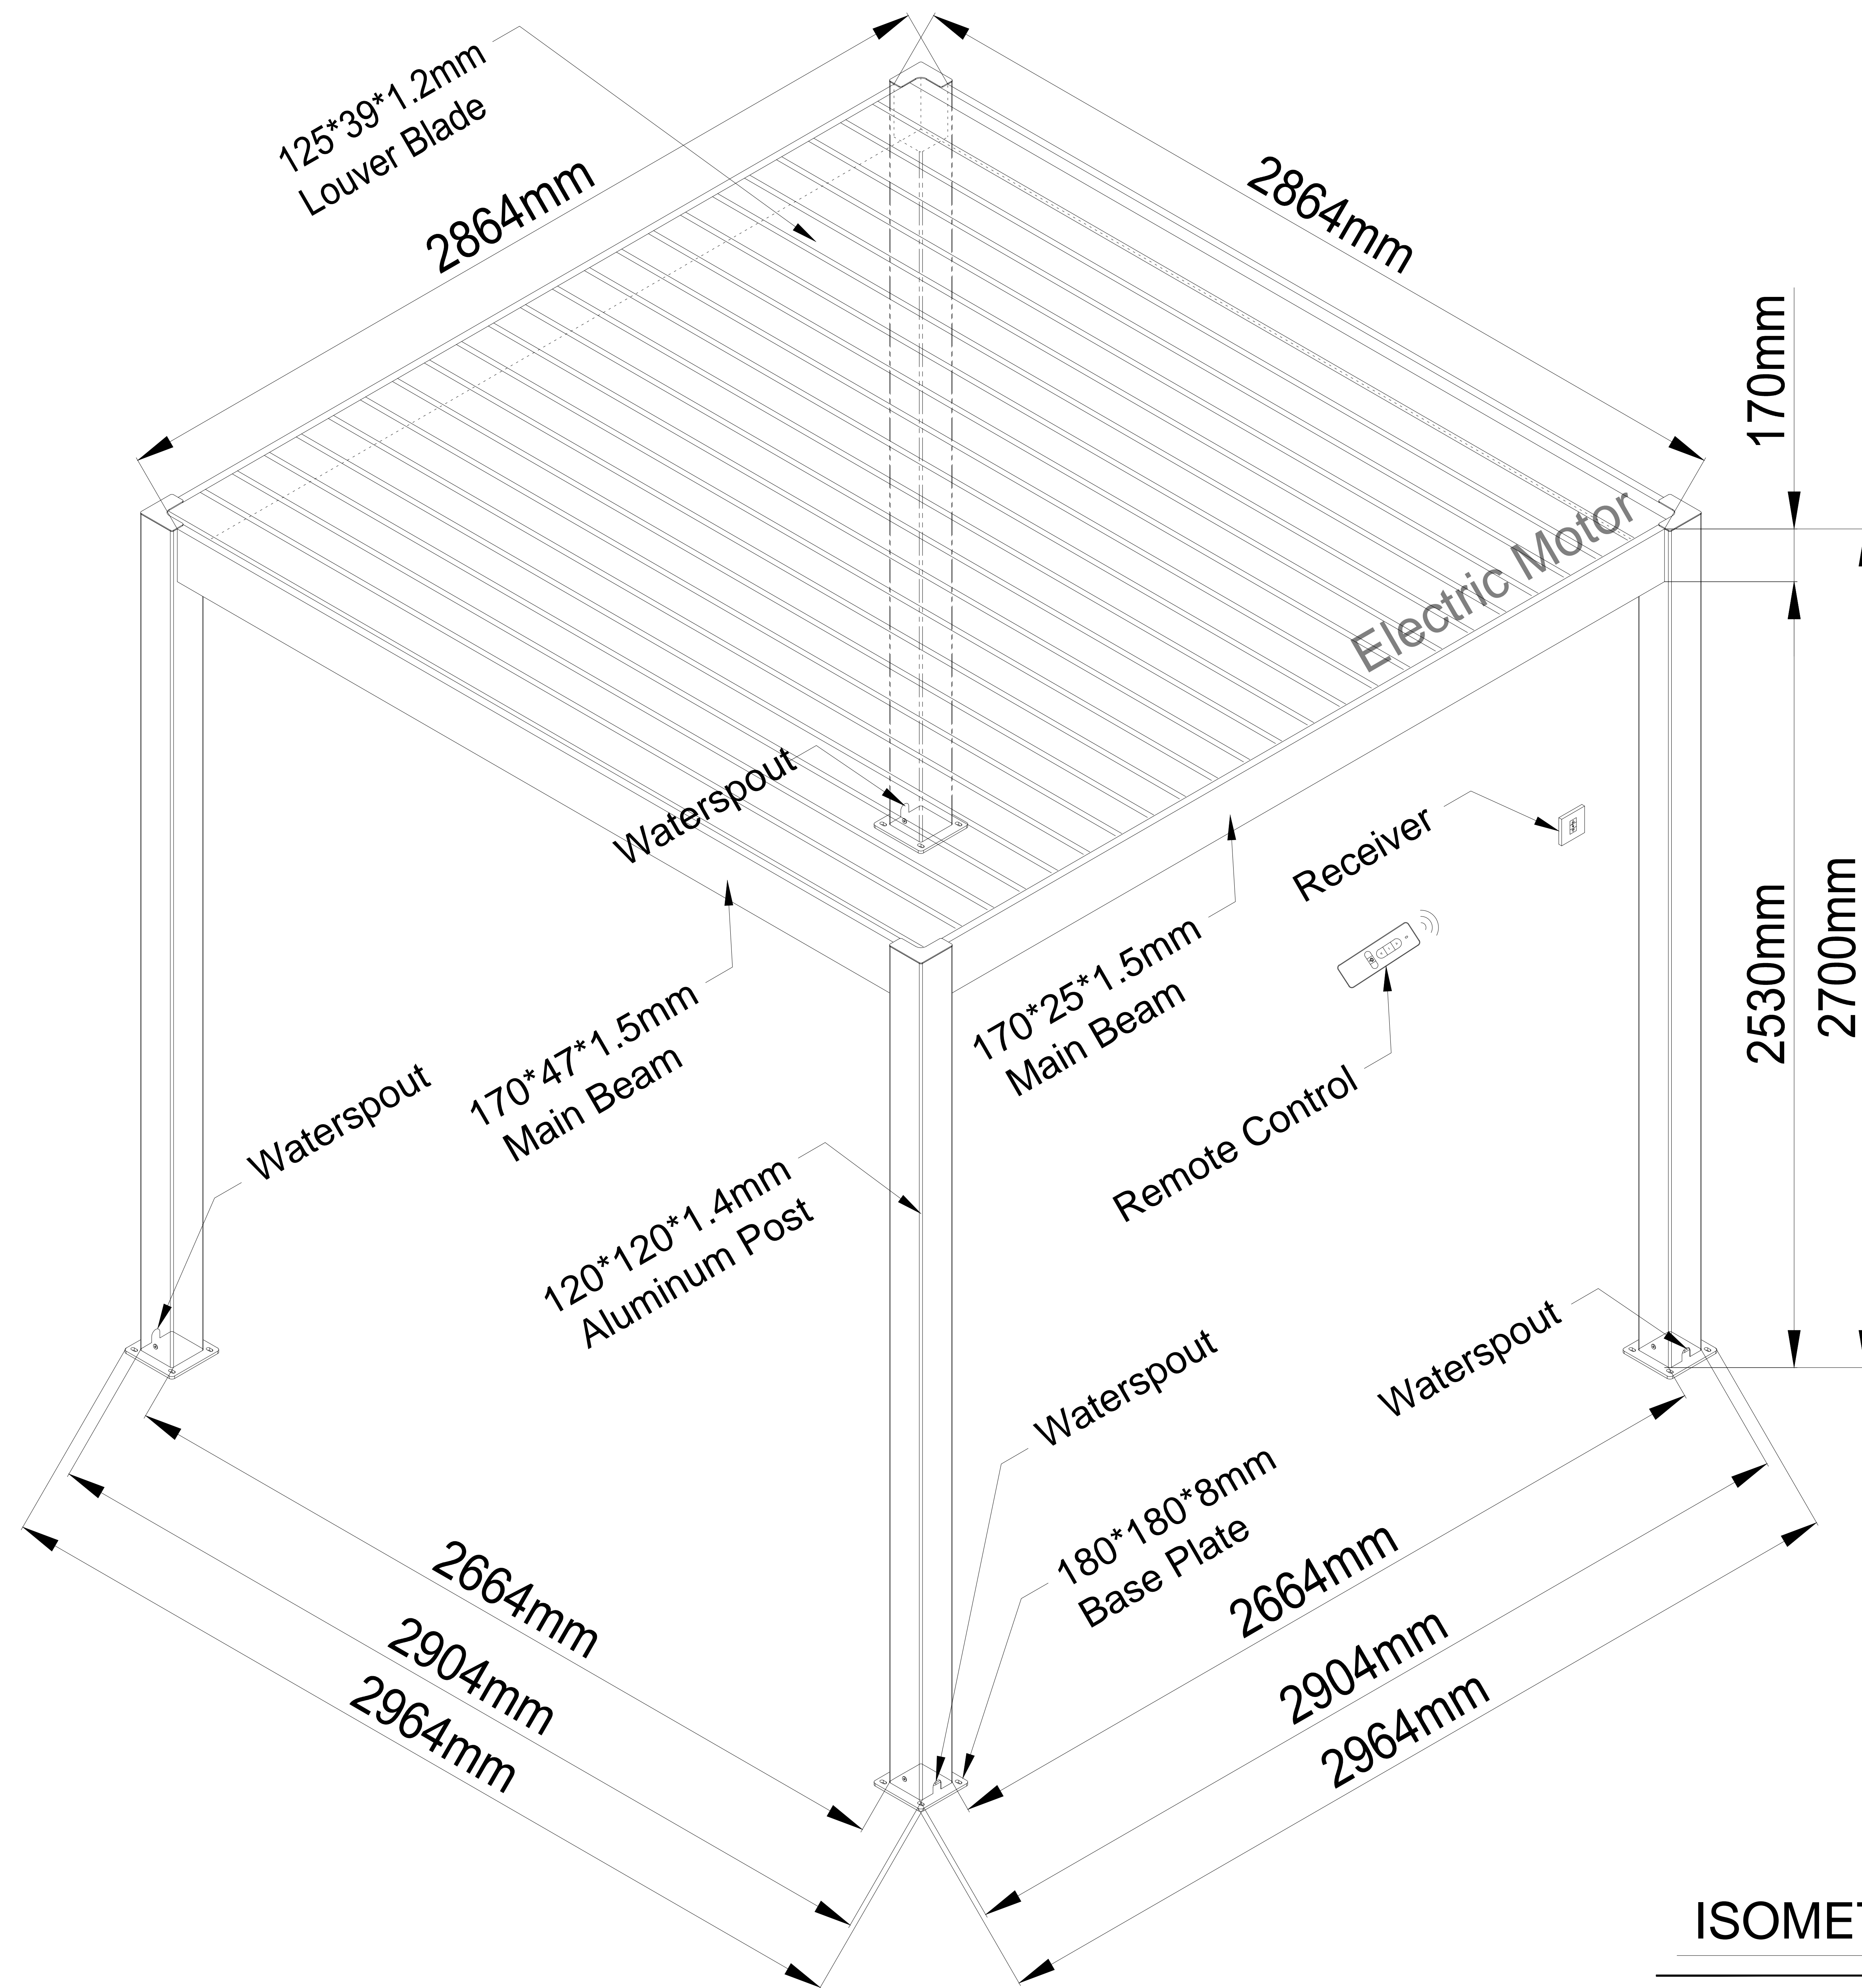 125*39*1.2mm
Louver Blade
2864mm
2864mm
170mm
Electric Motor
Waterspout
Receiver
2530mm
2700mm
170*25*1.5mm
Main Beam
170*47*1.5mm
Main Beam
Remote Control
Waterspout
120*120*1.4mm
Aluminum Post
Waterspout
Waterspout
180*180*8mm
Base Plate
2664mm
2904mm
2964mm
2664mm
2904mm
2964mm
ISOMET